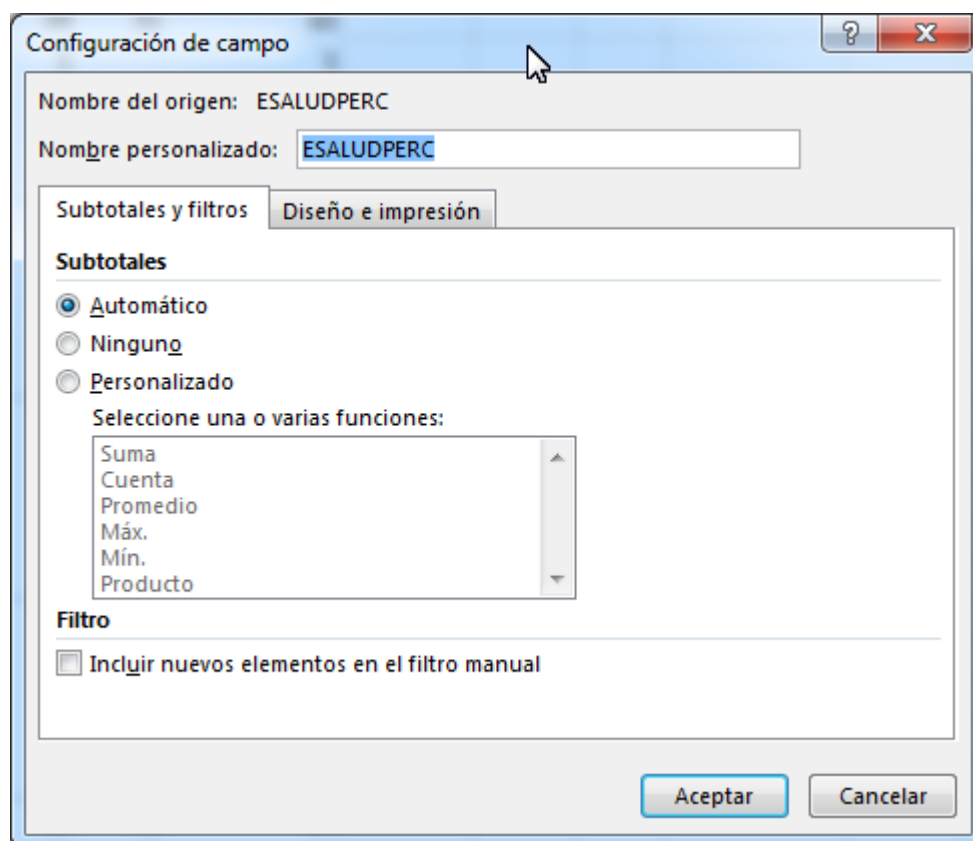 Configuración de campo
Nombre del origen: ESALUDPERC
Nombre personalizado: ESALUDPERC
Subtotales y filtros Diseño e impresión
Subtotales
Automático
Ninguno
Personalizado
Seleccione una o varias funciones:
Suma
Cuenta
Promedio
Máx.
Mín.
Producto
Filtro
Incluir nuevos elementos en el filtro manual
Aceptar Cancelar